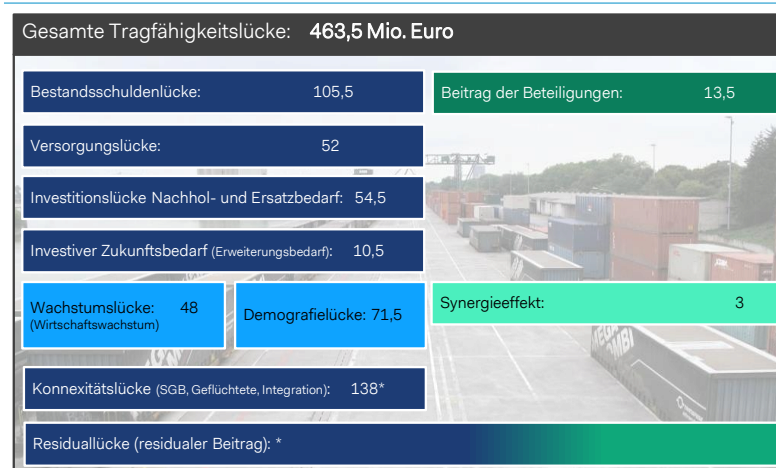 Gesamte Tragfähigkeitslücke: 463,5 Mio. Euro
Bestandsschuldenlücke: 105,5
Beitrag der Beteiligungen: 13,5
Versorgungslücke: 52
Investitionslücke Nachhol- und Ersatzbedarf: 54,5
Investiver Zukunftsbedarf (Erweiterungsbedarf): 10,5
Wachstumslücke: 48
(Wirtschaftswachstum)
Demografielücke: 71,5
Synergieeffekt: 3
Konnexitätslücke (SGB, Geflüchtete, Integration): 138*
Residuallücke (residualer Beitrag): *